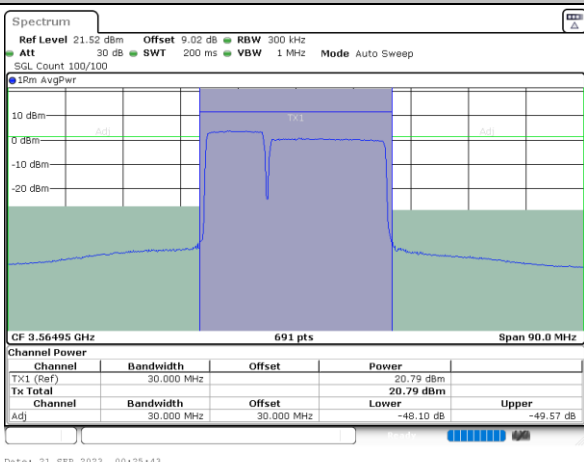 Spectrum
Ref Level 21.52 dBm Offset 9.02 dB RBW 300 kHz
Att 30 dB SWT 200 ms VBW 1 MHz Mode Auto Sweep
SGL Count 100/100
1Rm AvgPwr
10 dBm
TX1
Adj
Adj
0 dBm
-10 dBm
-20 dBm
CF 3.56495 GHz 691 pts Span 90.0 MHz
Channel Power
Channel Bandwidth Offset Power
TX1 (Ref) 30.000 MHz 20.79 dBm
Tx Total 20.79 dBm
Channel Bandwidth Offset Lower Upper
Adj 30.000 MHz 30.000 MHz -48.10 dB -49.57 dB